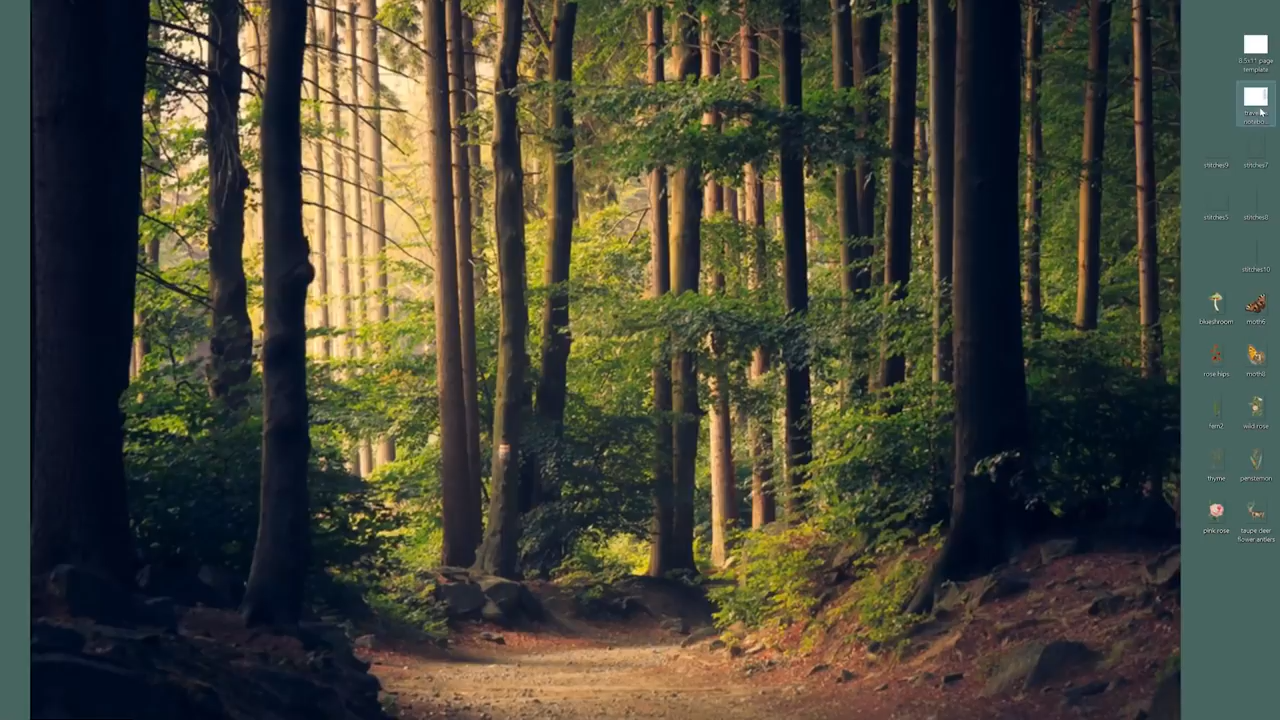 8.5x11 page
template
stitches9
stitches7
stitches5
stitches8
stitches10
blueshroom
moth6
rose hips
moth8
fern2
wild rose
thyme
penstemon
pink rose
taupe deer
flower antlers